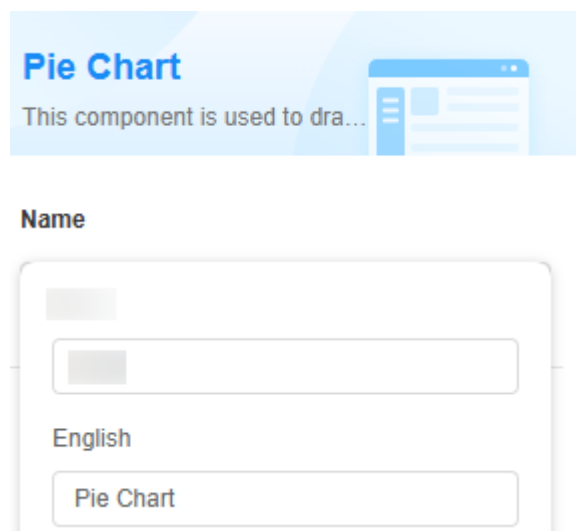 Pie Chart
This component is used to dra...
Name
English
Pie Chart